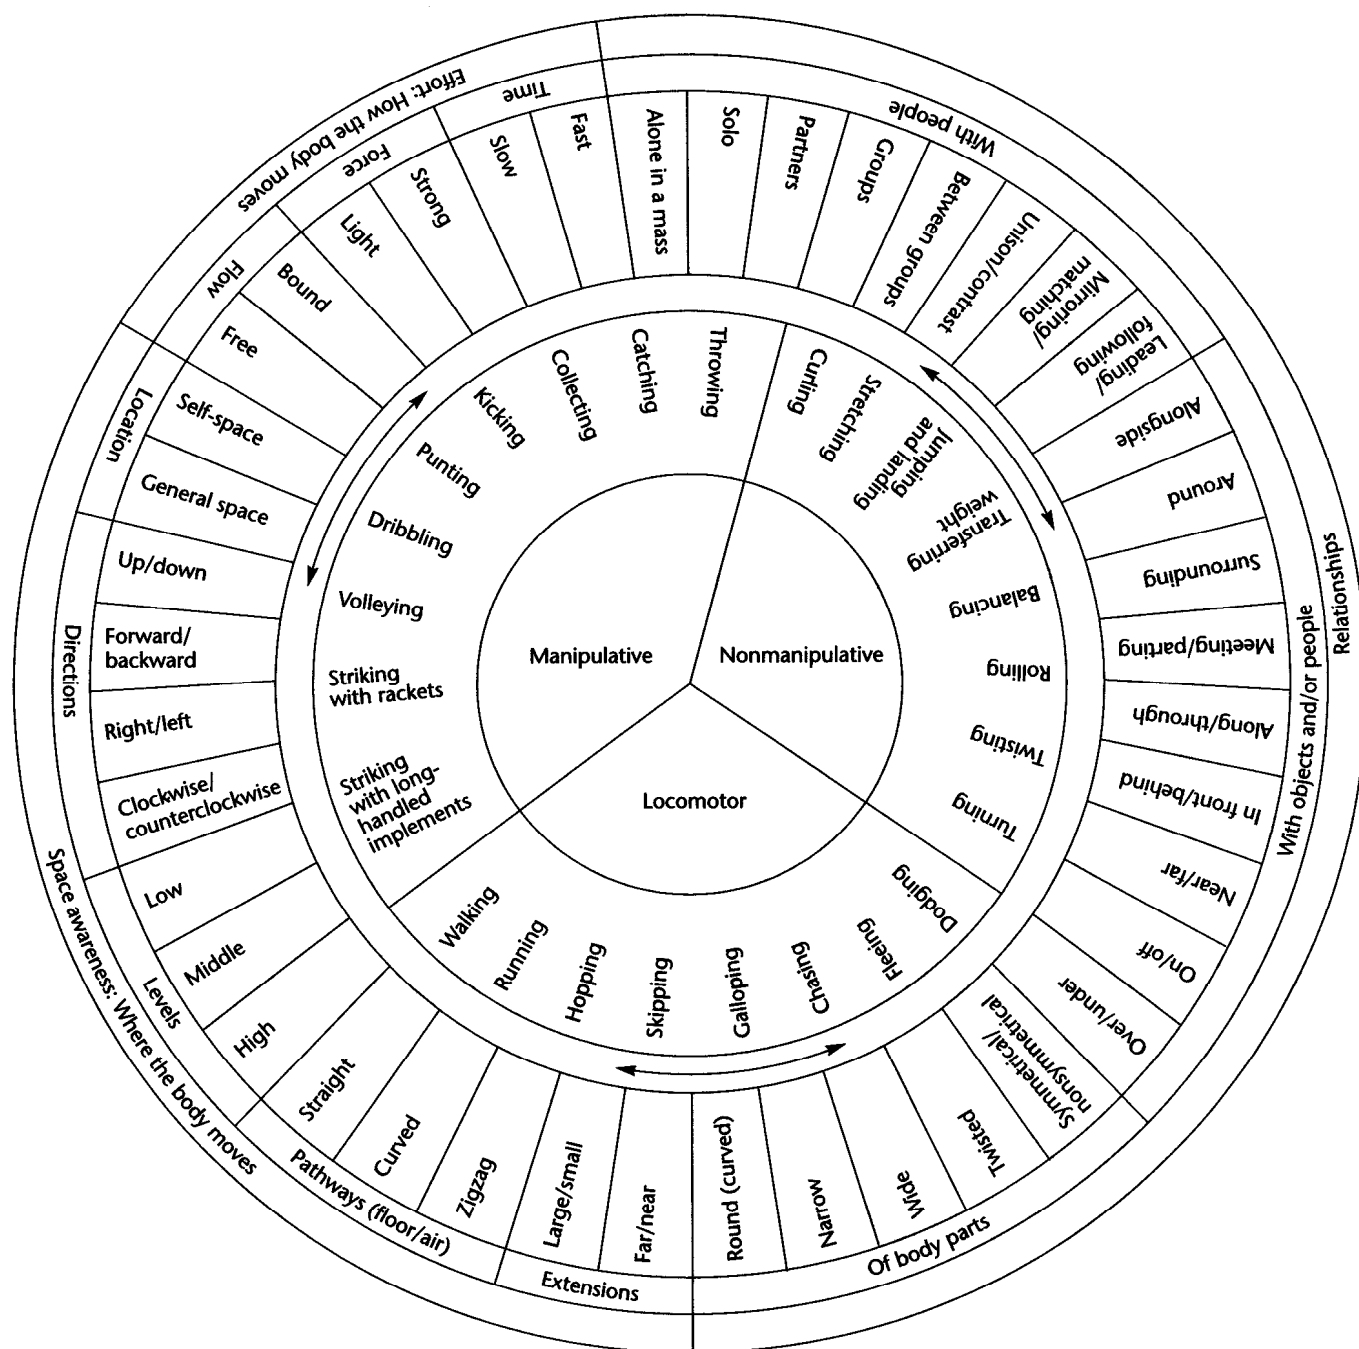 Effort: How the body moves
Time
Force
Flow
Fast
Slow
Strong
Light
Bound
Free
With people
Alone in a mass
Solo
Partners
Groups
Between groups
Unison/contrast
Mirroring/
matching
Leading/
following
Relationships
With objects and/or people
Alongside
Around
Surrounding
Meeting/parting
Along/through
In front/behind
Near/far
On/off
Over/under
Of body parts
Symmetrical/
nonsymmetrical
Twisted
Wide
Narrow
Round (curved)
Space awareness: Where the body moves
Location
Self-space
General space
Directions
Up/down
Forward/
backward
Right/left
Clockwise/
counterclockwise
Levels
Low
Middle
High
Pathways (floor/air)
Straight
Curved
Zigzag
Extensions
Large/small
Far/near
Manipulative
Throwing
Catching
Collecting
Kicking
Punting
Dribbling
Volleying
Striking
with rackets
Striking
with long-
handled
implements
Nonmanipulative
Curling
Stretching
Jumping
and landing
Transferring
weight
Balancing
Rolling
Twisting
Turning
Locomotor
Walking
Running
Hopping
Skipping
Galloping
Chasing
Fleeing
Dodging